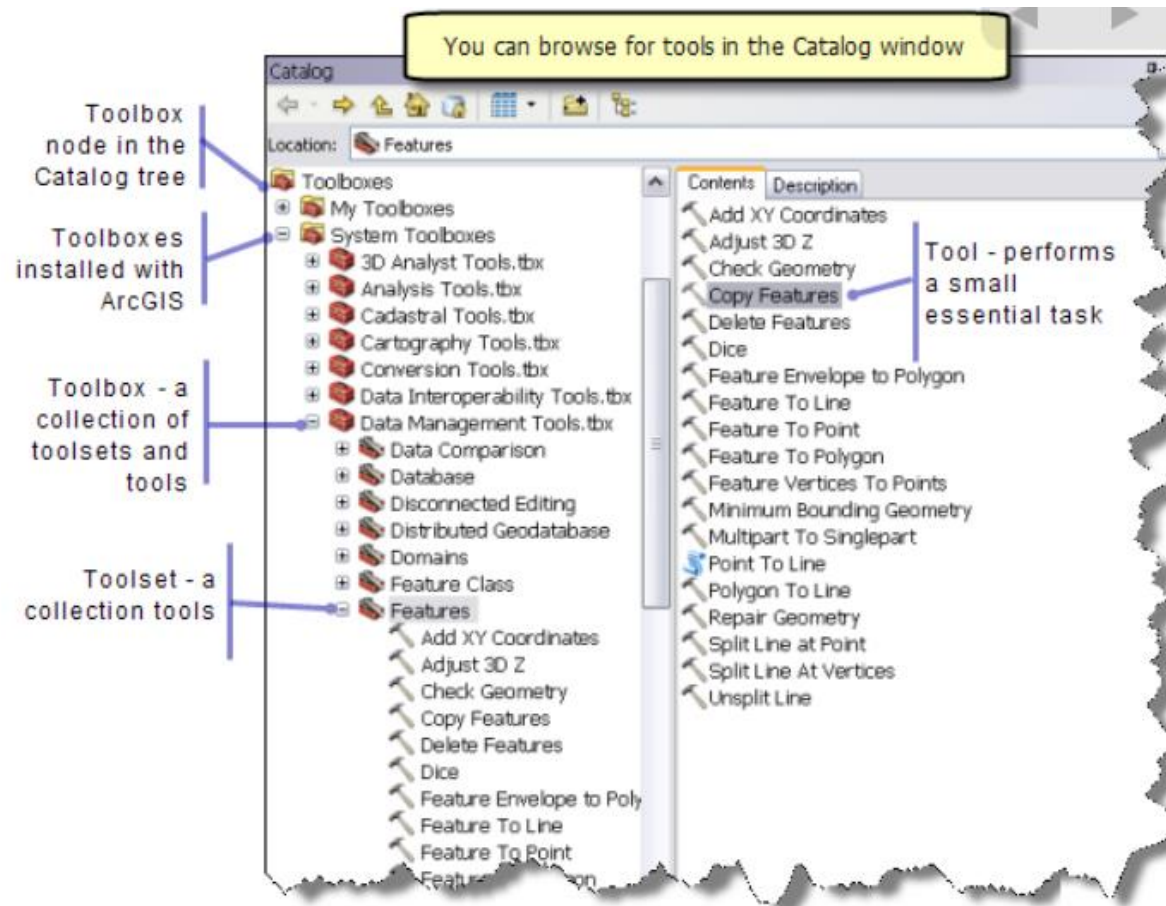 You can browse for tools in the Catalog window
Catalog
Location: Features
Toolbox
node in the
Catalog tree
Toolboxes
installed with
ArcGIS
Toolbox - a
collection of
toolsets and
tools
Toolset - a
collection tools
Toolboxes
My Toolboxes
System Toolboxes
3D Analyst Tools.tbx
Analysis Tools.tbx
Cadastral Tools.tbx
Cartography Tools.tbx
Conversion Tools.tbx
Data Interoperability Tools.tbx
Data Management Tools.tbx
Data Comparison
Database
Disconnected Editing
Distributed Geodatabase
Domains
Feature Class
Features
Add XY Coordinates
Adjust 3D Z
Check Geometry
Copy Features
Delete Features
Dice
Feature Envelope to Poly
Feature To Line
Feature To Point
Contents Description
Add XY Coordinates
Adjust 3D Z
Check Geometry
Copy Features
Delete Features
Dice
Feature Envelope to Polygon
Feature To Line
Feature To Point
Feature To Polygon
Feature Vertices To Points
Minimum Bounding Geometry
Multipart To Singlepart
Point To Line
Polygon To Line
Repair Geometry
Split Line at Point
Split Line At Vertices
Unsplit Line
Tool - performs
a small
essential task